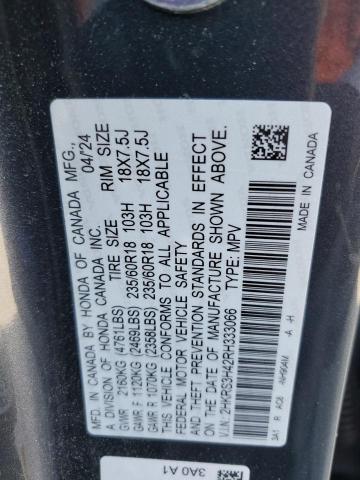 MFD. IN CANADA BY HONDA OF CANADA MFG., 04/24
A DIVISION OF HONDA CANADA INC.
TIRE SIZE RIM SIZE
GVWR 2160KG (4761LBS)
GAWR F 1120KG (2469LBS) 235/60R18 103H 18X7.5J
GAWR R 1070KG (2358LBS) 235/60R18 103H 18X7.5J
THIS VEHICLE CONFORMS TO ALL APPLICABLE
FEDERAL MOTOR VEHICLE SAFETY
AND THEFT PREVENTION STANDARDS IN EFFECT
ON THE DATE OF MANUFACTURE SHOWN ABOVE.
V.I.N: 2HKRS3H42RH333066 TYPE: MPV
MADE IN CANADA
3A1 R -A -H
3A0 A1